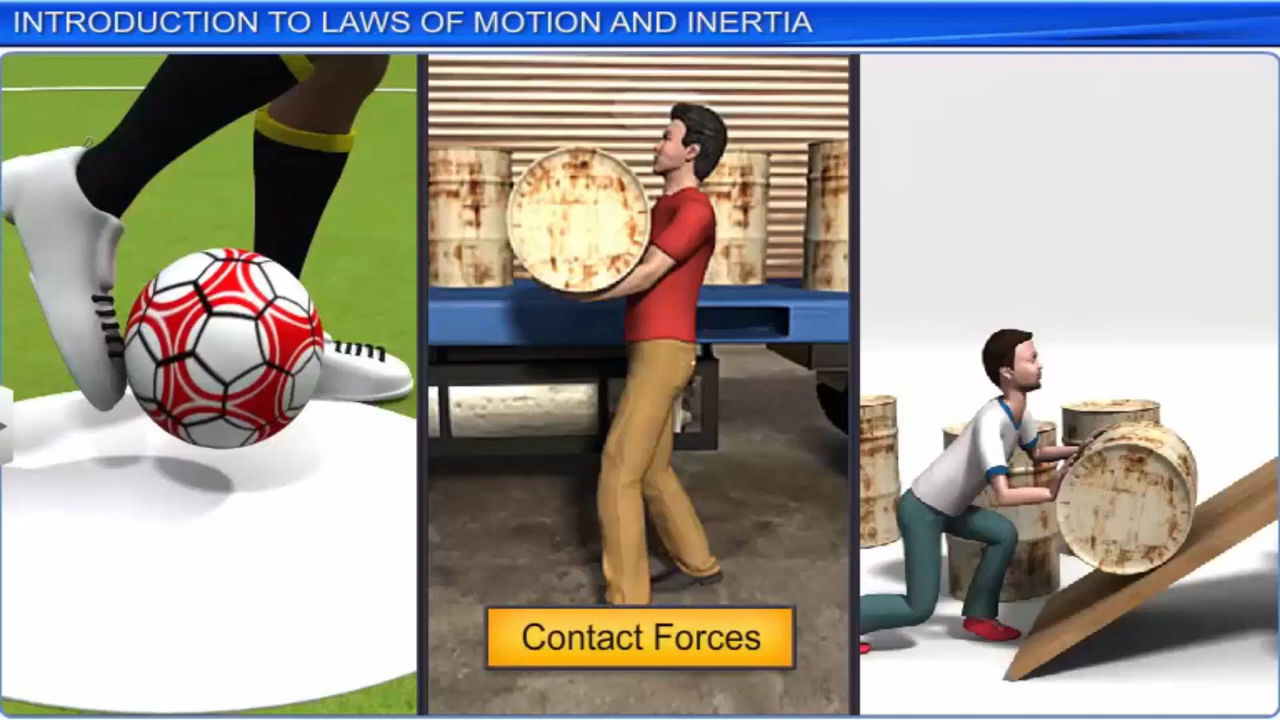 INTRODUCTION TO LAWS OF MOTION AND INERTIA
Contact Forces